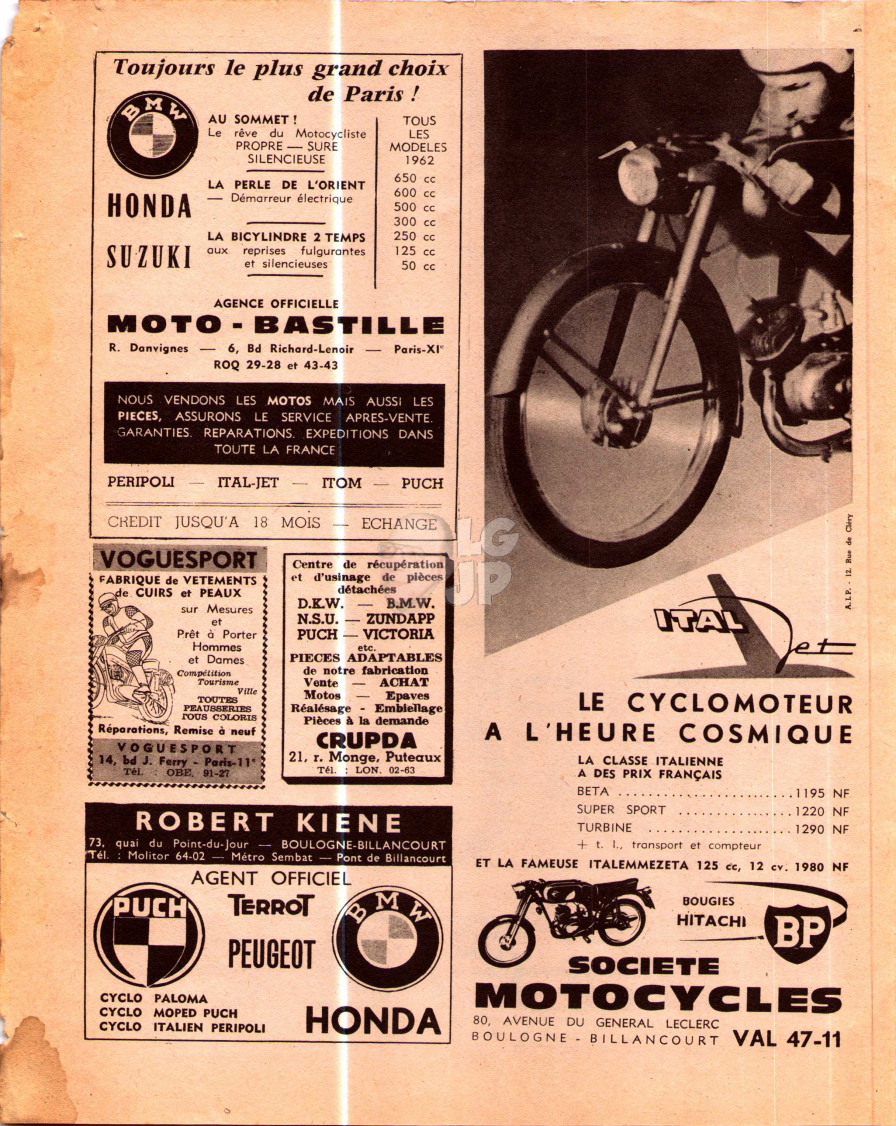 Toujours le plus grand choix
de Paris !
BMW
AU SOMMET !
Le rêve du Motocycliste
PROPRE — SURE
SILENCIEUSE
HONDA
LA PERLE DE L'ORIENT
— Démarreur électrique
SUZUKI
LA BICYLINDRE 2 TEMPS
aux reprises fulgurantes
et silencieuses
TOUS
LES
MODELES
1962
650 cc
600 cc
500 cc
300 cc
250 cc
125 cc
50 cc
AGENCE OFFICIELLE
MOTO - BASTILLE
R. Danvignes — 6, Bd Richard-Lenoir — Paris-XIe
ROQ 29-28 et 43-43
NOUS VENDONS LES MOTOS MAIS AUSSI LES
PIECES, ASSURONS LE SERVICE APRES-VENTE.
GARANTIES. REPARATIONS. EXPEDITIONS DANS
TOUTE LA FRANCE
PERIPOLI — ITAL-JET — ITOM — PUCH
CREDIT JUSQU'A 18 MOIS — ECHANGE
VOGUESPORT
FABRIQUE de VETEMENTS
de CUIRS et PEAUX
sur Mesures
et
Prêt à Porter
Hommes
et Dames
Compétition
Tourisme
Ville
TOUTES
PEAUSSERIES
TOUS COLORIS
Réparations, Remise à neuf
VOGUESPORT
14, bd J. Ferry - Paris-11e
Tél. : OBE. 91-27
Centre de récupération
et d'usinage de pièces
détachées
D.K.W. — B.M.W.
N.S.U. — ZUNDAPP
PUCH — VICTORIA
etc.
PIECES ADAPTABLES
de notre fabrication
Vente — ACHAT
Motos — Epaves
Réalésage - Embiellage
Pièces à la demande
CRUPDA
21, r. Monge, Puteaux
Tél. : LON. 02-63
LG
UP
ROBERT KIENE
73, quai du Point-du-Jour — BOULOGNE-BILLANCOURT
Tél. : Molitor 64-02 — Métro Sembat — Pont de Billancourt
AGENT OFFICIEL
PUCH
TERROT
PEUGEOT
BMW
CYCLO PALOMA
CYCLO MOPED PUCH
CYCLO ITALIEN PERIPOLI
HONDA
A.I.P. - 12, Rue de Cléry
ITAL Jet
LE CYCLOMOTEUR
A L'HEURE COSMIQUE
LA CLASSE ITALIENNE
A DES PRIX FRANÇAIS
BETA ........................1195 NF
SUPER SPORT ................1220 NF
TURBINE ....................1290 NF
+ t. l., transport et compteur
ET LA FAMEUSE ITALEMMEZETA 125 cc, 12 cv. 1980 NF
BOUGIES
HITACHI
BP
SOCIETE
MOTOCYCLES
80, AVENUE DU GENERAL LECLERC
BOULOGNE - BILLANCOURT VAL 47-11